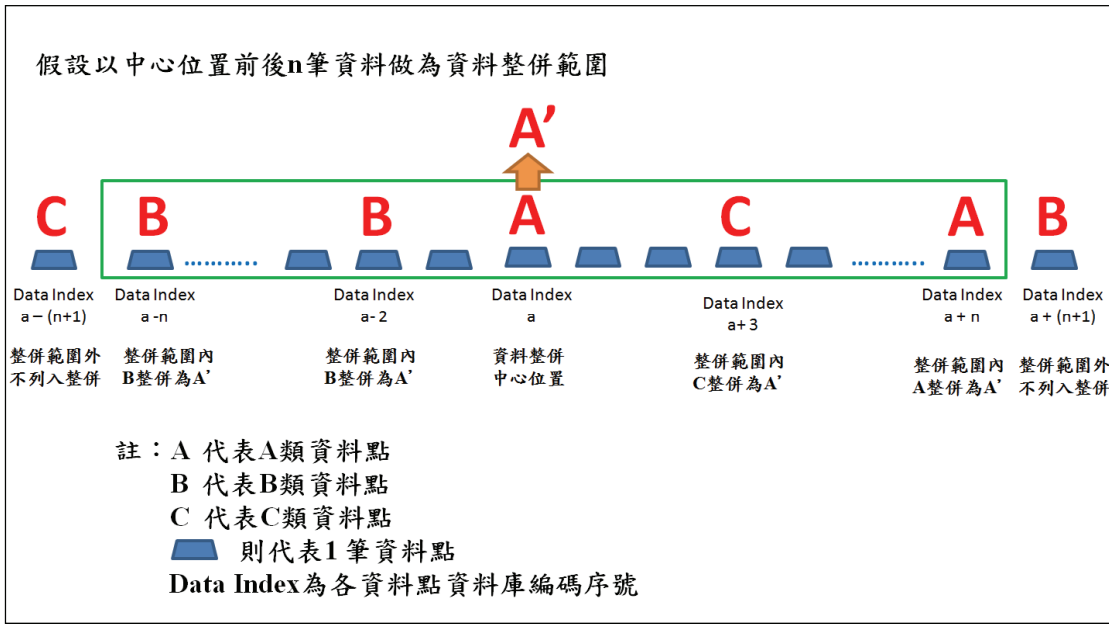 假設以中心位置前後n筆資料做為資料整併範圍
A’
C B B A C A B
Data Index
a – (n+1)
Data Index
a -n
Data Index
a- 2
Data Index
a
Data Index
a+ 3
Data Index
a + n
Data Index
a + (n+1)
整併範圍外
不列入整併
整併範圍內
B整併為A’
整併範圍內
B整併為A’
資料整併
中心位置
整併範圍內
C整併為A’
整併範圍內
A整併為A’
整併範圍外
不列入整併
註：A 代表A類資料點
B 代表B類資料點
C 代表C類資料點
則代表1 筆資料點
Data Index為各資料點資料庫編碼序號